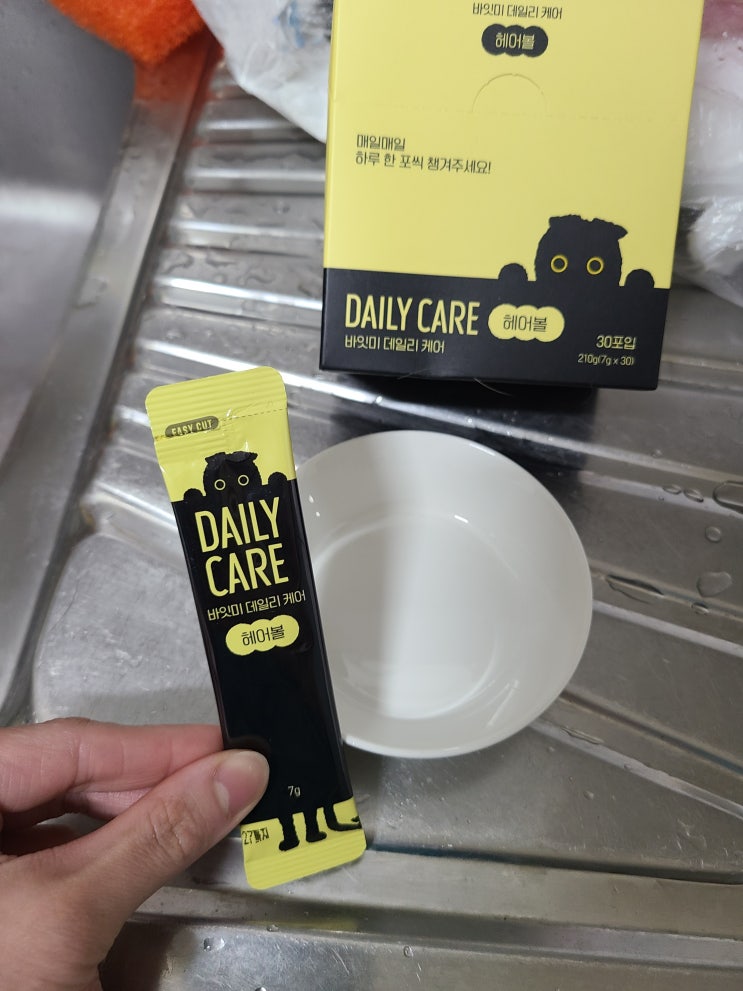 바잇미 데일리 케어
헤어볼
매일매일
하루 한 포씩 챙겨주세요!
DAILY CARE 헤어볼
바잇미 데일리 케어
30포입
210g(7g x 30)
EASY CUT
DAILY
CARE
바잇미 데일리 케어
헤어볼
7g